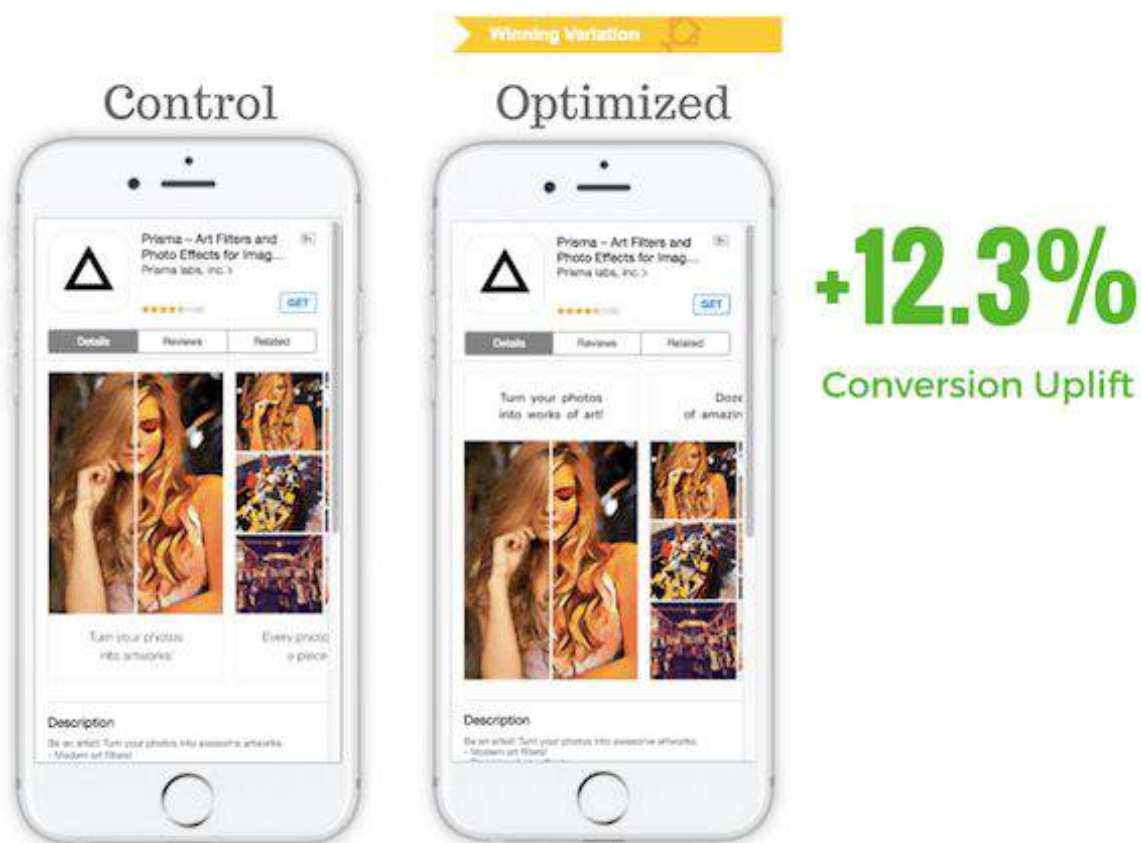 Winning Variation
Control
Optimized
Prisma – Art Filters and
Photo Effects for Imag...
Prisma labs, inc. >
GET
Details Reviews Related
Turn your photos
into artworks!
Every photo
a piece
Description
Be an artist! Turn your photos into awesome artworks:
- Modern art filters!
Prisma – Art Filters and
Photo Effects for Imag...
Prisma labs, inc. >
GET
Details Reviews Related
Turn your photos
into works of art!
Doze
of amazin
Description
Be an artist! Turn your photos into awesome artworks:
- Modern art filters!
+12.3%
Conversion Uplift